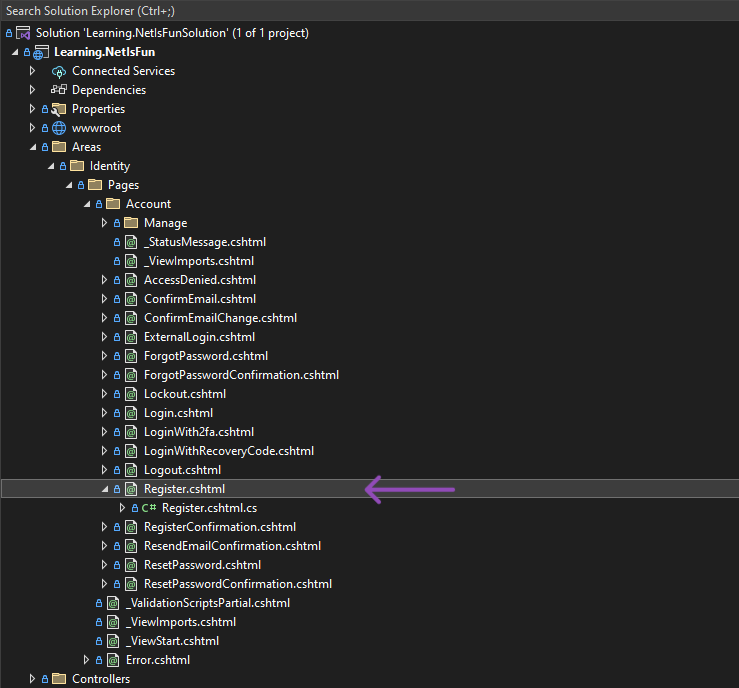 Search Solution Explorer (Ctrl+;)
Solution 'Learning.NetIsFunSolution' (1 of 1 project)
Learning.NetIsFun
Connected Services
Dependencies
Properties
wwwroot
Areas
Identity
Pages
Account
Manage
_StatusMessage.cshtml
_ViewImports.cshtml
AccessDenied.cshtml
ConfirmEmail.cshtml
ConfirmEmailChange.cshtml
ExternalLogin.cshtml
ForgotPassword.cshtml
ForgotPasswordConfirmation.cshtml
Lockout.cshtml
Login.cshtml
LoginWith2fa.cshtml
LoginWithRecoveryCode.cshtml
Logout.cshtml
Register.cshtml
C# Register.cshtml.cs
RegisterConfirmation.cshtml
ResendEmailConfirmation.cshtml
ResetPassword.cshtml
ResetPasswordConfirmation.cshtml
_ValidationScriptsPartial.cshtml
_ViewImports.cshtml
_ViewStart.cshtml
Error.cshtml
Controllers